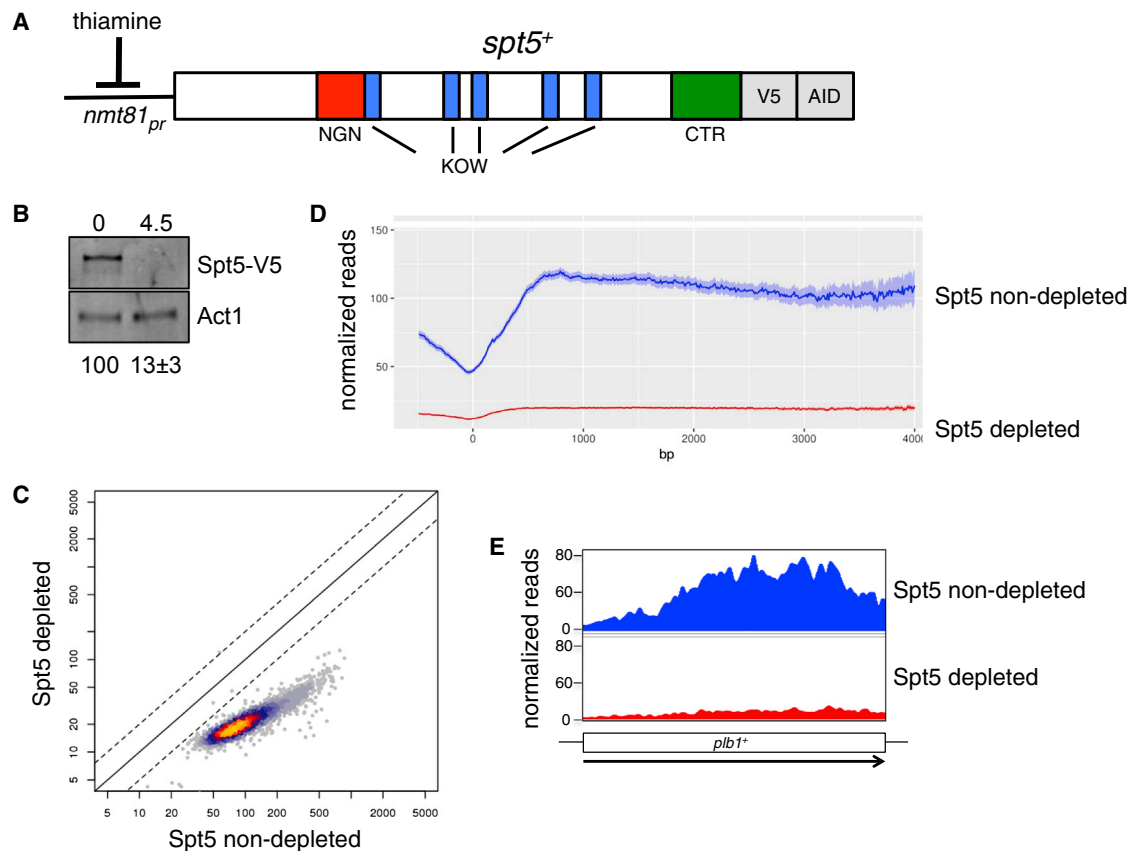 A
thiamine
spt5+
nmt81pr
V5
AID
NGN
KOW
CTR
B
0 4.5
Spt5-V5
Act1
100 13±3
D
normalized reads
150
100
50
0 1000 2000 3000 4000
bp
Spt5 non-depleted
Spt5 depleted
C
Spt5 depleted
5000
2000
500
100
50
20
10
5
5 10 20 50 100 200 500 2000 5000
Spt5 non-depleted
E
normalized reads
80
60
0
Spt5 non-depleted
80
60
0
Spt5 depleted
plb1+